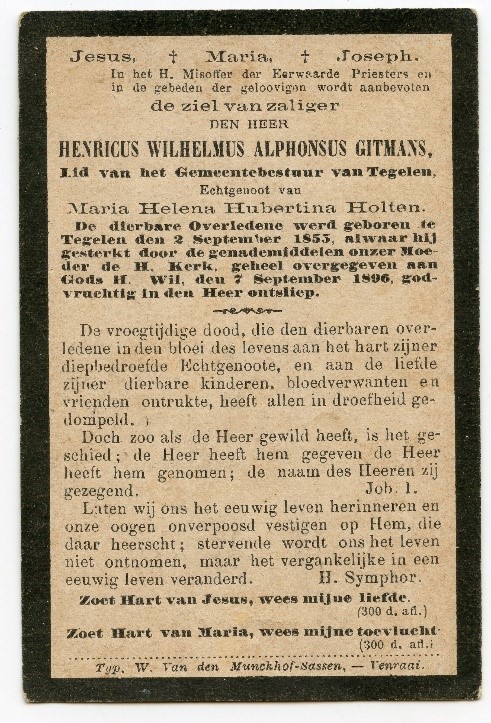 Jesus, † Maria, † Joseph.
In het H. Misoffer der Eerwaarde Priesters en
in de gebeden der geloovigen wordt aanbevolen
de ziel van zaliger
DEN HEER
HENRICUS WILHELMUS ALPHONSUS GITMANS,
Lid van het Gemeentebestuur van Tegelen,
Echtgenoot van
Maria Helena Hubertina Holten.
De dierbare Overledene werd geboren te
Tegelen den 2 September 1855, alwaar hij
gesterkt door de genademiddelen onzer Moe-
der de H. Kerk, geheel overgegeven aan
Gods H. Wil, den 7 September 1896, god-
vruchtig in den Heer ontsliep.
De vroegtijdige dood, die den dierbaren over-
ledene in den bloei des levens aan het hart zijner
diepbedroefde Echtgenoote, en aan de liefde
zijner dierbare kinderen, bloedverwanten en
vrienden ontrukte, heeft allen in droefheid ge-
dompeld.
Doch zoo als de Heer gewild heeft, is het ge-
schied; de Heer heeft hem gegeven de Heer
heeft hem genomen; de naam des Heeren zij
gezegend. Job. 1.
Laten wij ons het eeuwig leven herinneren en
onze oogen onverpoosd vestigen op Hem, die
daar heerscht; stervende wordt ons het leven
niet ontnomen, maar het vergankelijke in een
eeuwig leven veranderd. H. Symphor.
Zoet Hart van Jesus, wees mijne liefde.
(300 d. afl.)
Zoet Hart van Maria, wees mijne toevlucht
(300 d. afl.)
Typ. W. Van den Munckhof-Sassen, — Venraai.